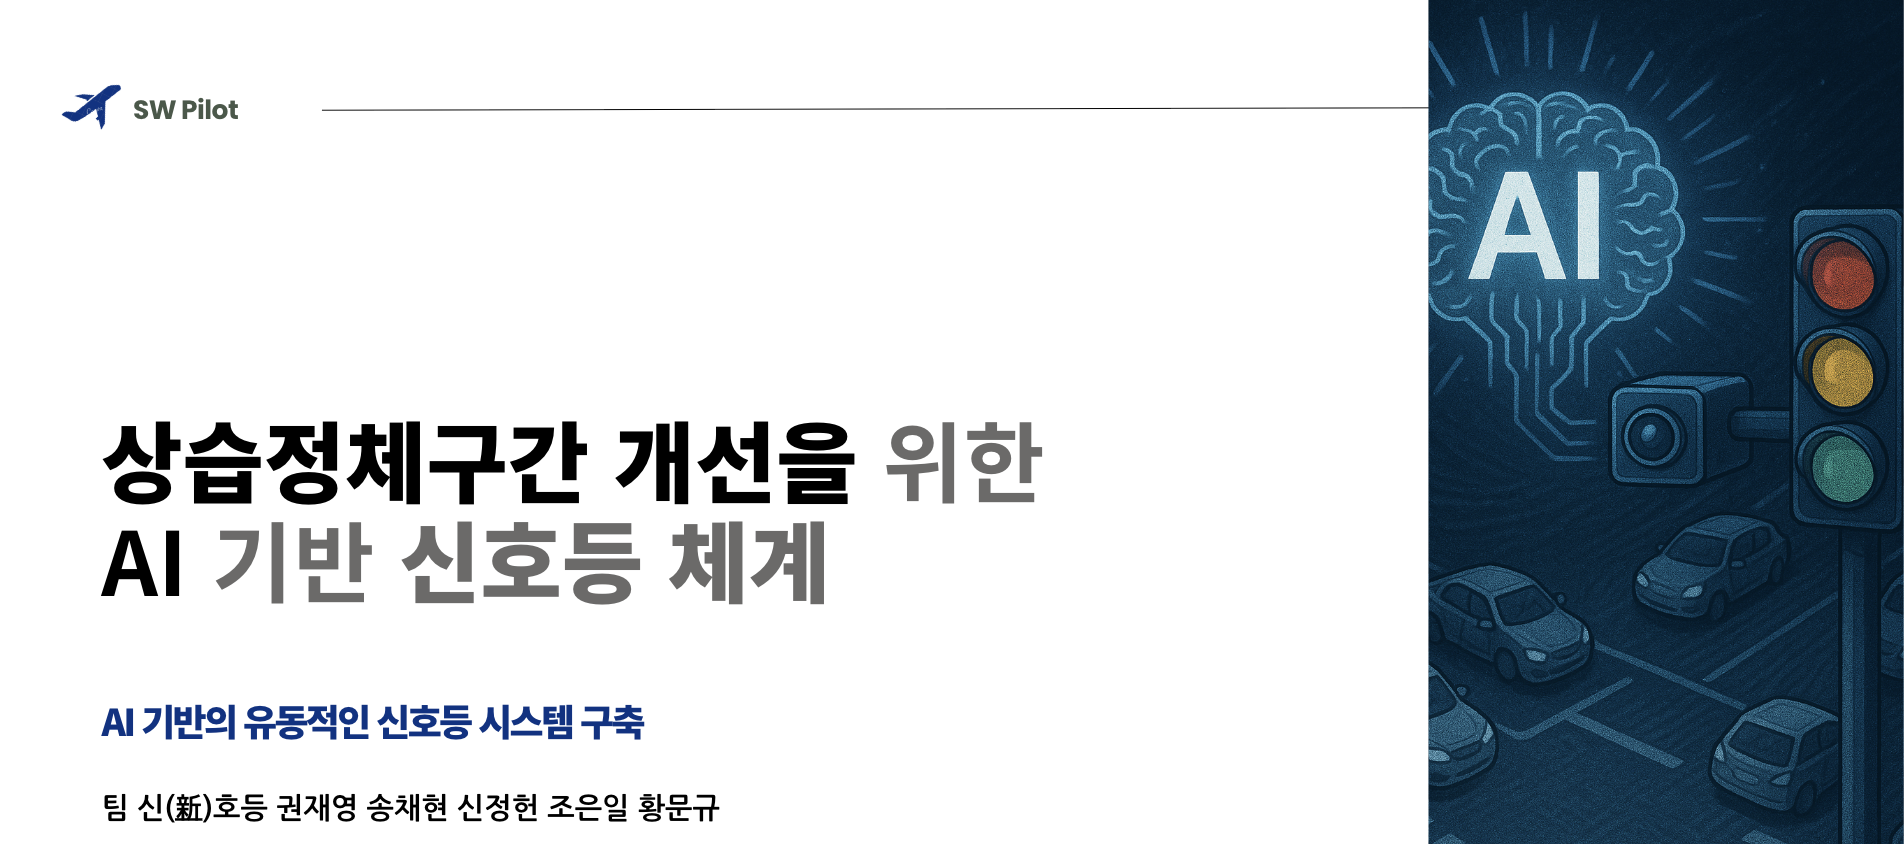 SW Pilot
AI
상습정체구간 개선을 위한
AI 기반 신호등 체계
AI 기반의 유동적인 신호등 시스템 구축
팀 신(新)호등 권재영 송채현 신정헌 조은일 황문규